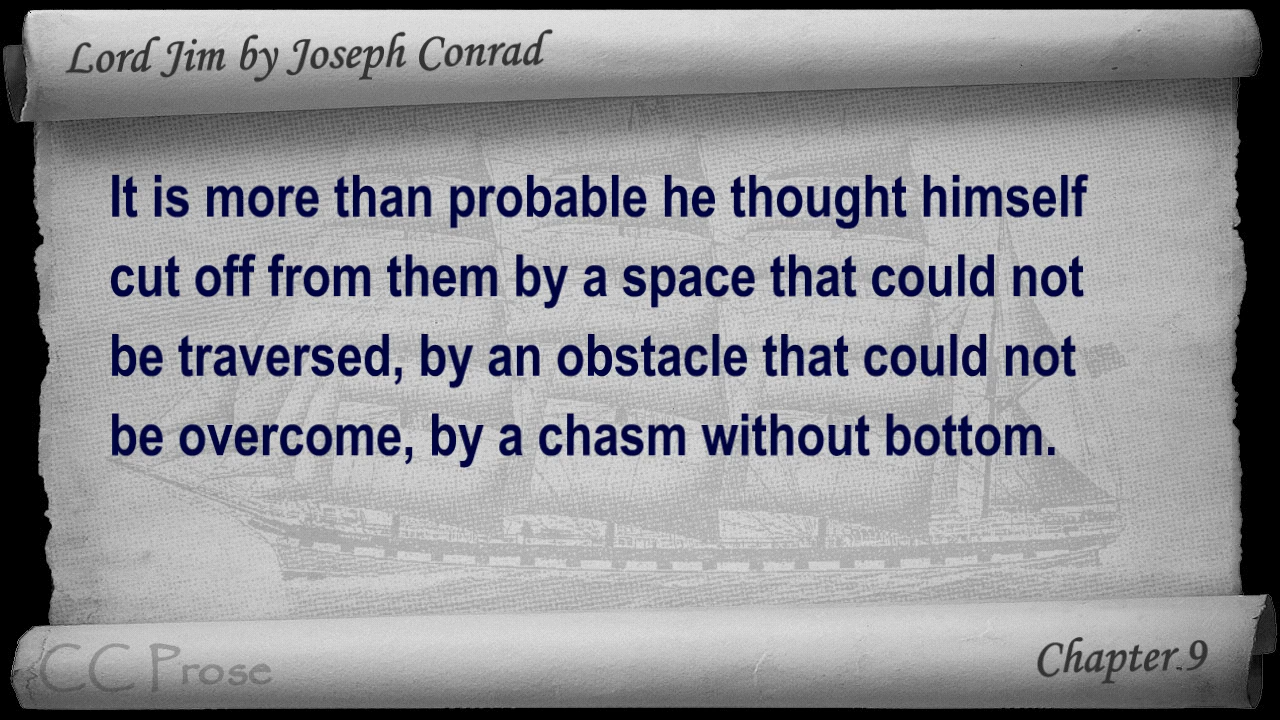 Lord Jim by Joseph Conrad
It is more than probable he thought himself
cut off from them by a space that could not
be traversed, by an obstacle that could not
be overcome, by a chasm without bottom.
CC Prose
Chapter 9